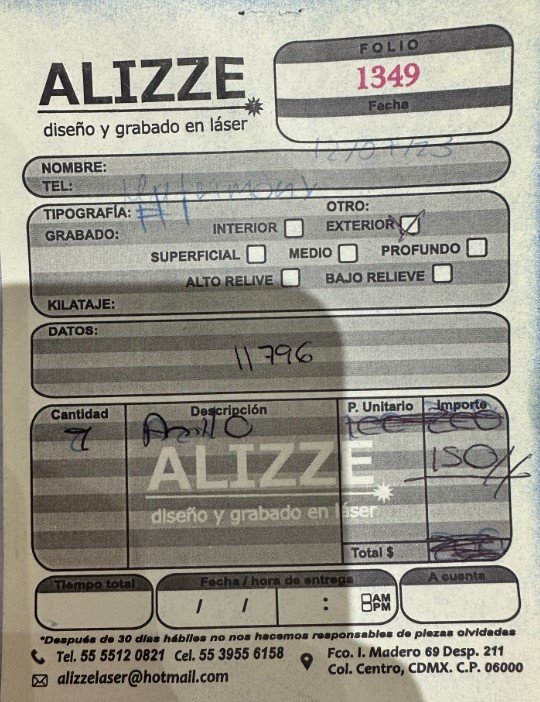 ALIZZE
diseño y grabado en láser
FOLIO
1349
Fecha
12/07/23
NOMBRE:
TEL:
TIPOGRAFÍA: #1 OTRO:
GRABADO: INTERIOR EXTERIOR
SUPERFICIAL MEDIO PROFUNDO
ALTO RELIVE BAJO RELIEVE
KILATAJE:
DATOS:
11796
Cantidad Descripción P. Unitario Importe
Anillo
150
ALIZZE
diseño y grabado en láser
Total $
Tiempo total Fecha / hora de entrega A cuenta
/ / : AM
PM
*Después de 30 días hábiles no nos hacemos responsables de piezas olvidadas
Tel. 55 5512 0821 Cel. 55 3955 6158
alizzelaser@hotmail.com
Fco. I. Madero 69 Desp. 211
Col. Centro, CDMX. C.P. 06000